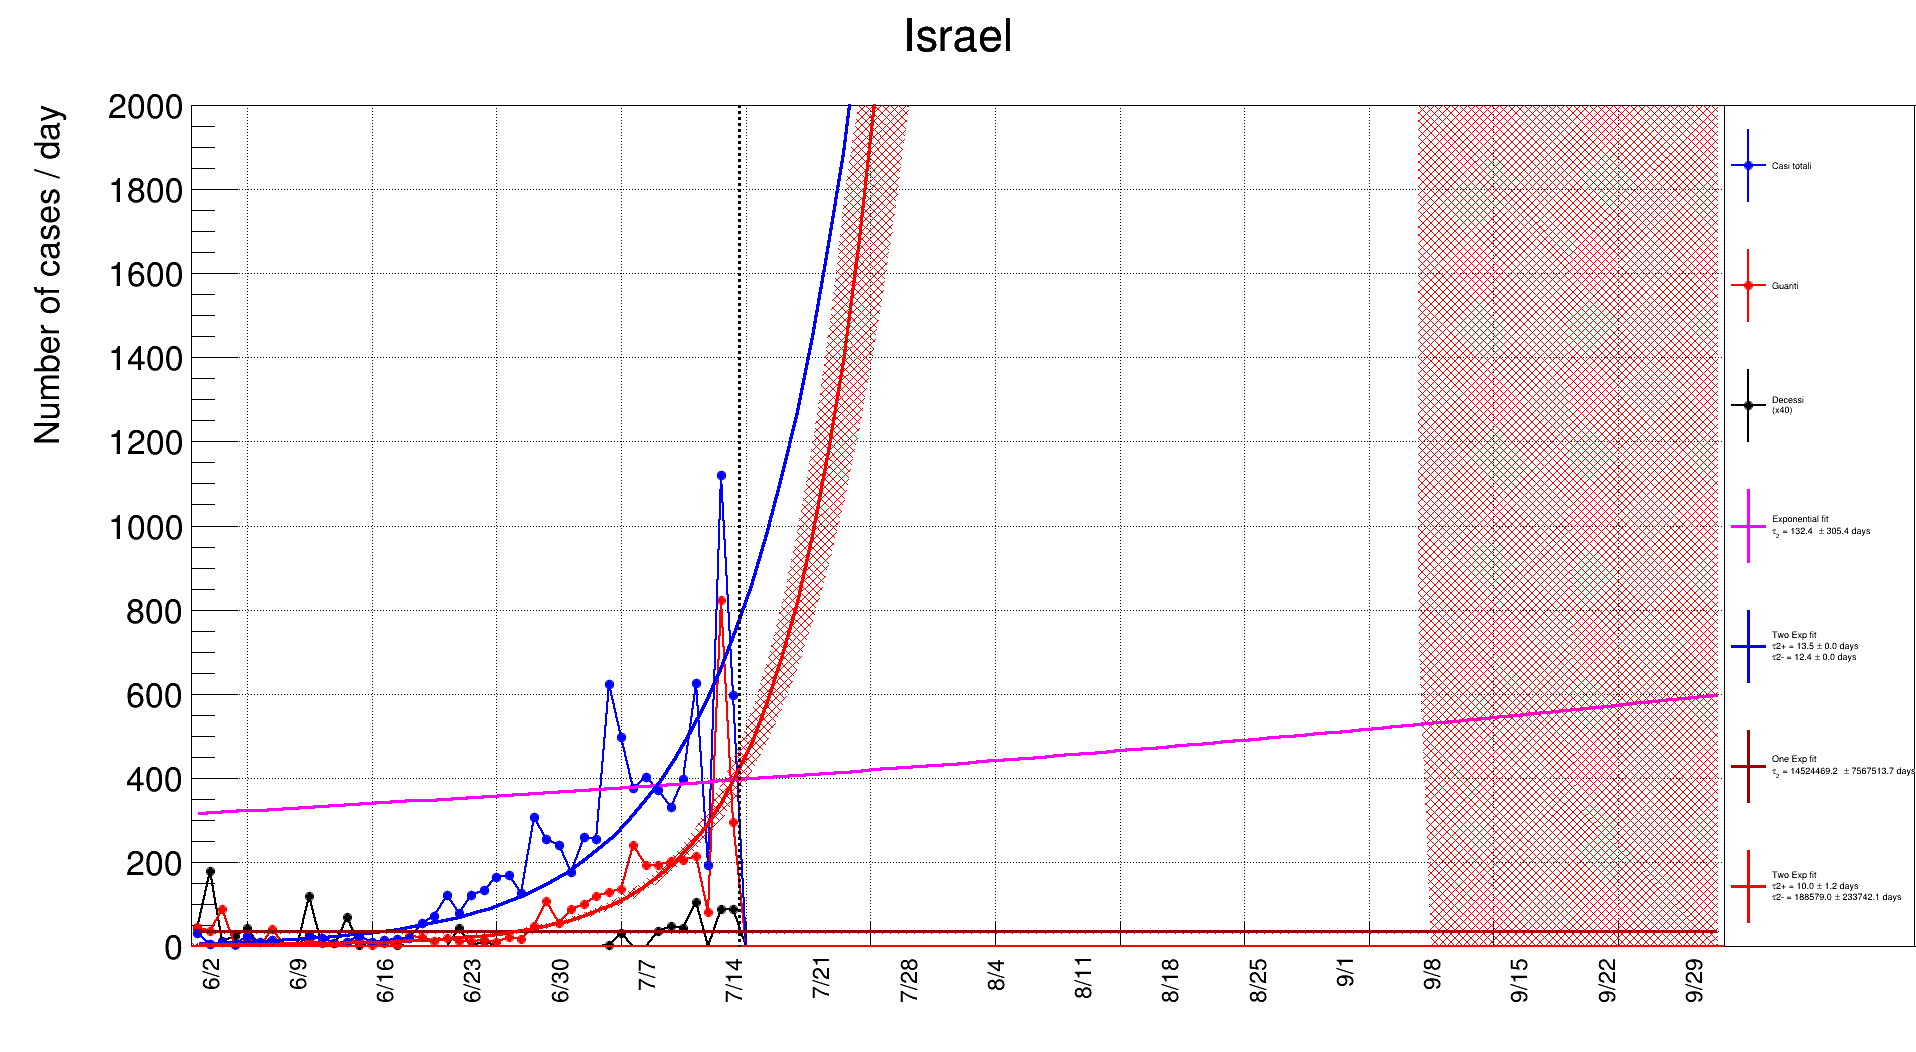 Israel
Number of cases / day
2000
1800
1600
1400
1200
1000
800
600
400
200
0
6/2
6/9
6/16
6/23
6/30
7/7
7/14
7/21
7/28
8/4
8/11
8/18
8/25
9/1
9/8
9/15
9/22
9/29
Casi totali
Guariti
Decessi
(x40)
Exponential fit
τ₂ = 132.4 ± 305.4 days
Two Exp fit
τ2+ = 13.5 ± 0.0 days
τ2- = 12.4 ± 0.0 days
One Exp fit
τ₂ = 14524469.2 ± 7567513.7 days
Two Exp fit
τ2+ = 10.0 ± 1.2 days
τ2- = 188579.0 ± 233742.1 days